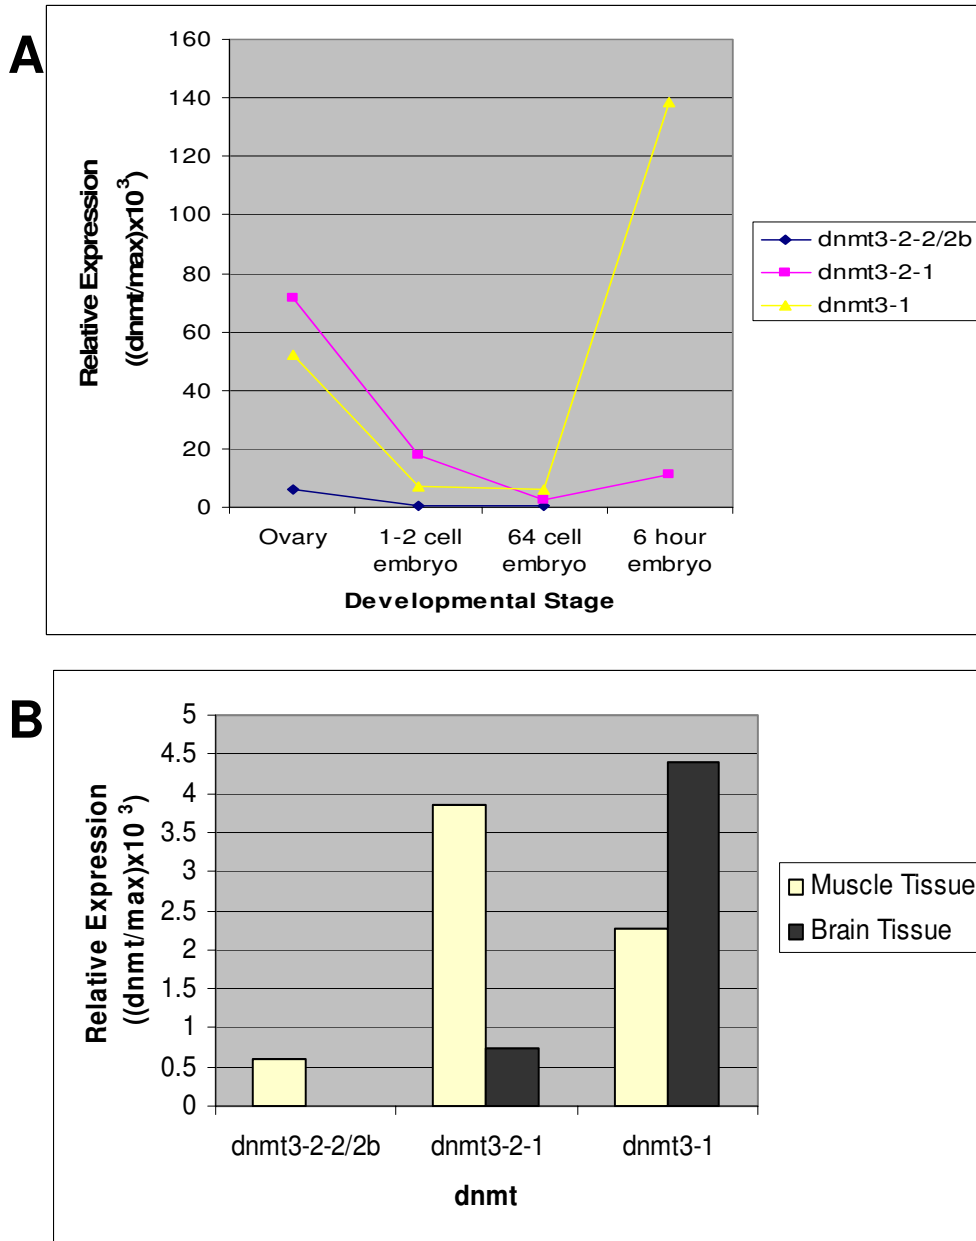 A
160
140
120
100
80
60
40
20
0
Relative Expression
((dnmt/max)x10^3)
Ovary
1-2 cell
embryo
64 cell
embryo
6 hour
embryo
Developmental Stage
dnmt3-2-2/2b
dnmt3-2-1
dnmt3-1
B
5
4.5
4
3.5
3
2.5
2
1.5
1
0.5
0
Relative Expression
((dnmt/max)x10 3)
dnmt3-2-2/2b
dnmt3-2-1
dnmt3-1
dnmt
Muscle Tissue
Brain Tissue